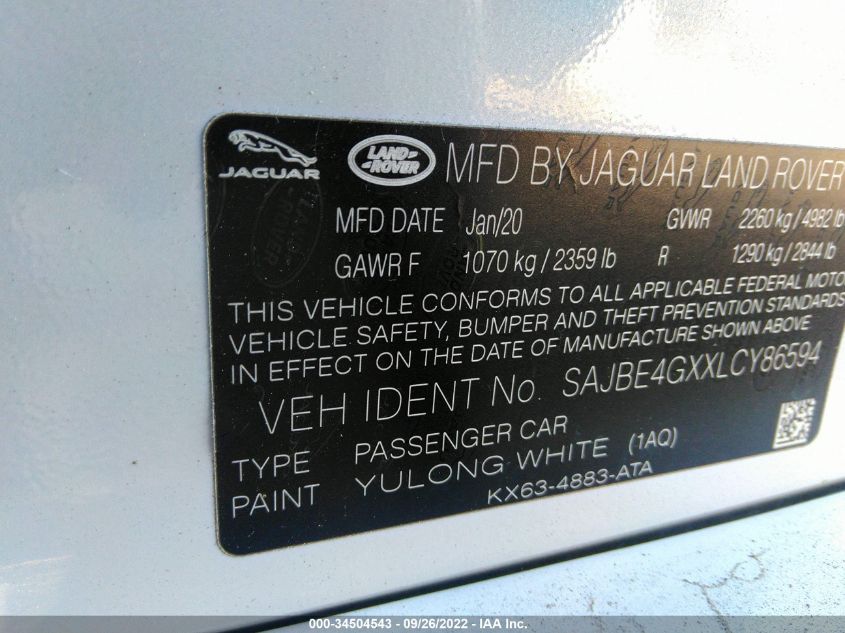 JAGUAR LAND ROVER MFD BY JAGUAR LAND ROVER
MFD DATE Jan/20 GVWR 2260 kg / 4982 lb
GAWR F 1070 kg / 2359 lb R 1290 kg / 2844 lb
THIS VEHICLE CONFORMS TO ALL APPLICABLE FEDERAL MOTO
VEHICLE SAFETY, BUMPER AND THEFT PREVENTION STANDARDS
IN EFFECT ON THE DATE OF MANUFACTURE SHOWN ABOVE
VEH IDENT No. SAJBE4GXXLCY86594
TYPE PASSENGER CAR
PAINT YULONG WHITE (1AQ)
KX63-4883-ATA
000-34504543 - 09/26/2022 - IAA Inc.